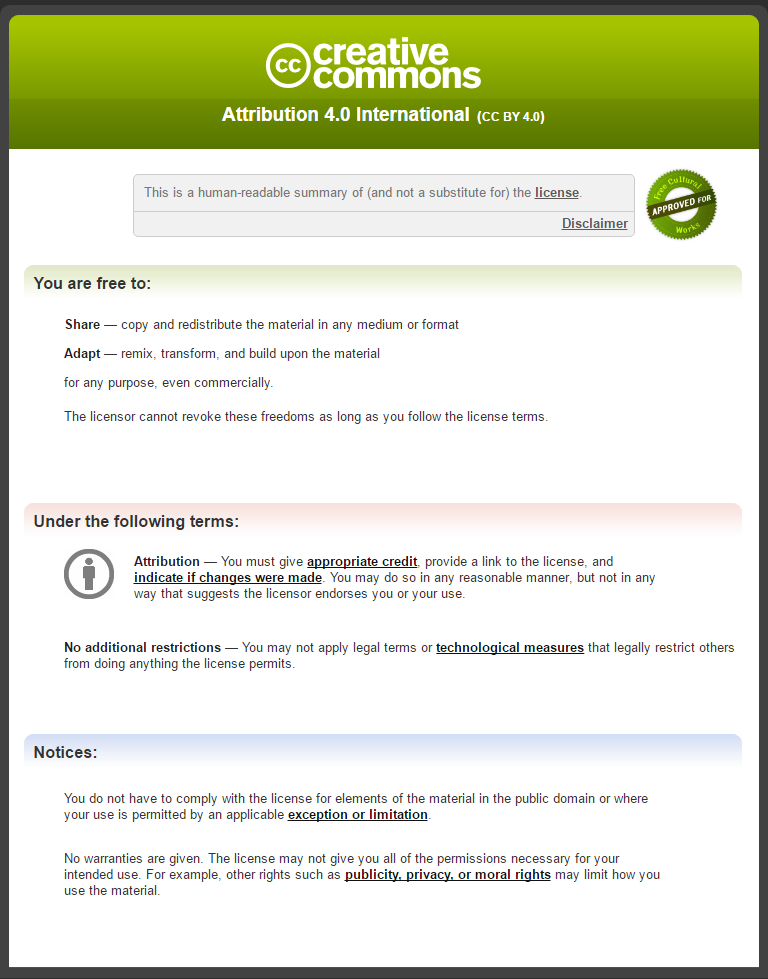 cc creative
commons
Attribution 4.0 International (CC BY 4.0)
This is a human-readable summary of (and not a substitute for) the license.
Disclaimer
Free Cultural
APPROVED FOR
Works
You are free to:
Share — copy and redistribute the material in any medium or format
Adapt — remix, transform, and build upon the material
for any purpose, even commercially.
The licensor cannot revoke these freedoms as long as you follow the license terms.
Under the following terms:
Attribution — You must give appropriate credit, provide a link to the license, and
indicate if changes were made. You may do so in any reasonable manner, but not in any
way that suggests the licensor endorses you or your use.
No additional restrictions — You may not apply legal terms or technological measures that legally restrict others
from doing anything the license permits.
Notices:
You do not have to comply with the license for elements of the material in the public domain or where
your use is permitted by an applicable exception or limitation.
No warranties are given. The license may not give you all of the permissions necessary for your
intended use. For example, other rights such as publicity, privacy, or moral rights may limit how you
use the material.